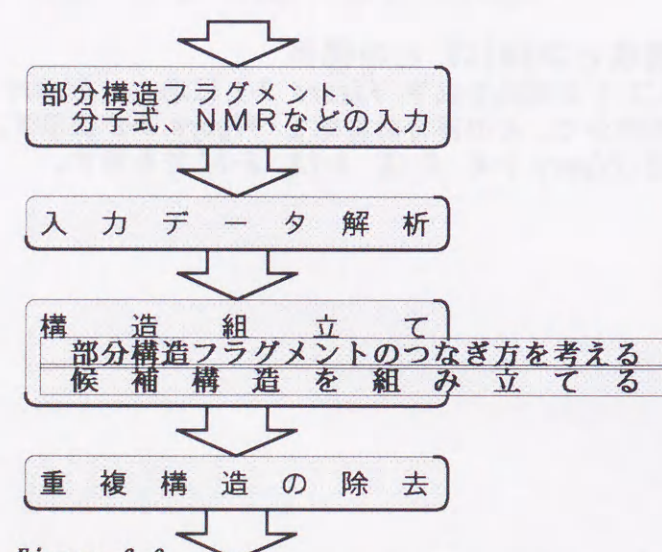 部分構造フラグメント、
分子式、NMRなどの入力
入力データ解析
構造組立て
部分構造フラグメントのつなぎ方を考える
候補構造を組み立てる
重複構造の除去